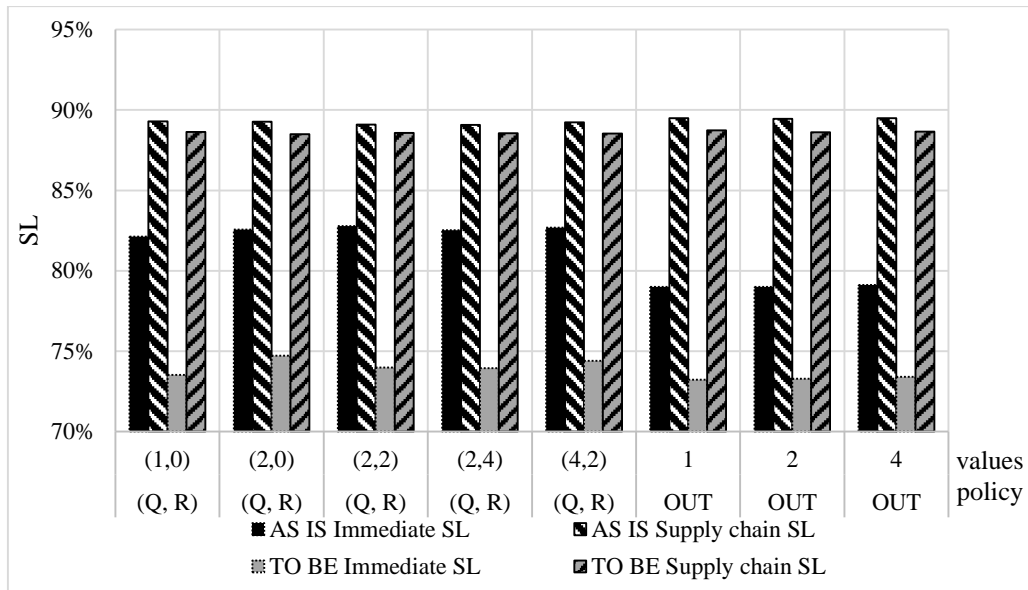 95%
90%
85%
80%
75%
70%
SL
(1,0) (2,0) (2,2) (2,4) (4,2) 1 2 4 values
(Q, R) (Q, R) (Q, R) (Q, R) (Q, R) OUT OUT OUT policy
AS IS Immediate SL AS IS Supply chain SL
TO BE Immediate SL TO BE Supply chain SL